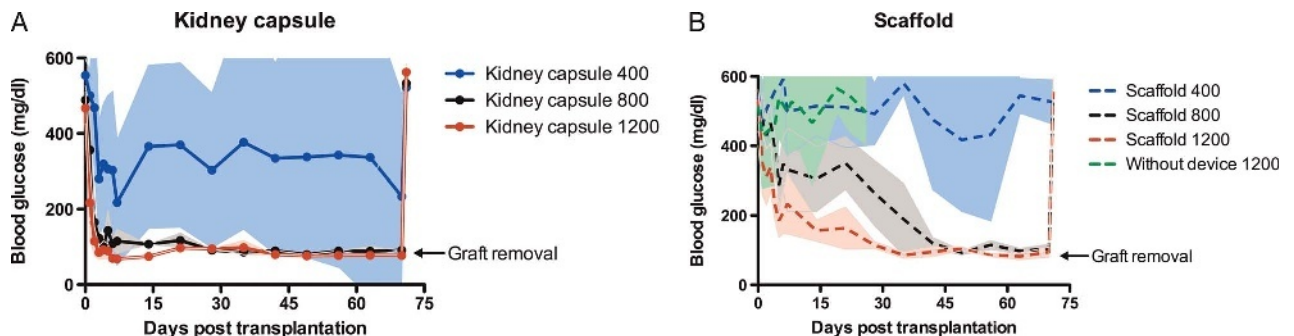 A
Kidney capsule
Blood glucose (mg/dl)
600
400
200
0
0 15 30 45 60 75
Days post transplantation
Kidney capsule 400
Kidney capsule 800
Kidney capsule 1200
Graft removal
B
Scaffold
Blood glucose (mg/dl)
600
400
200
0
0 15 30 45 60 75
Days post transplantation
Scaffold 400
Scaffold 800
Scaffold 1200
Without device 1200
Graft removal